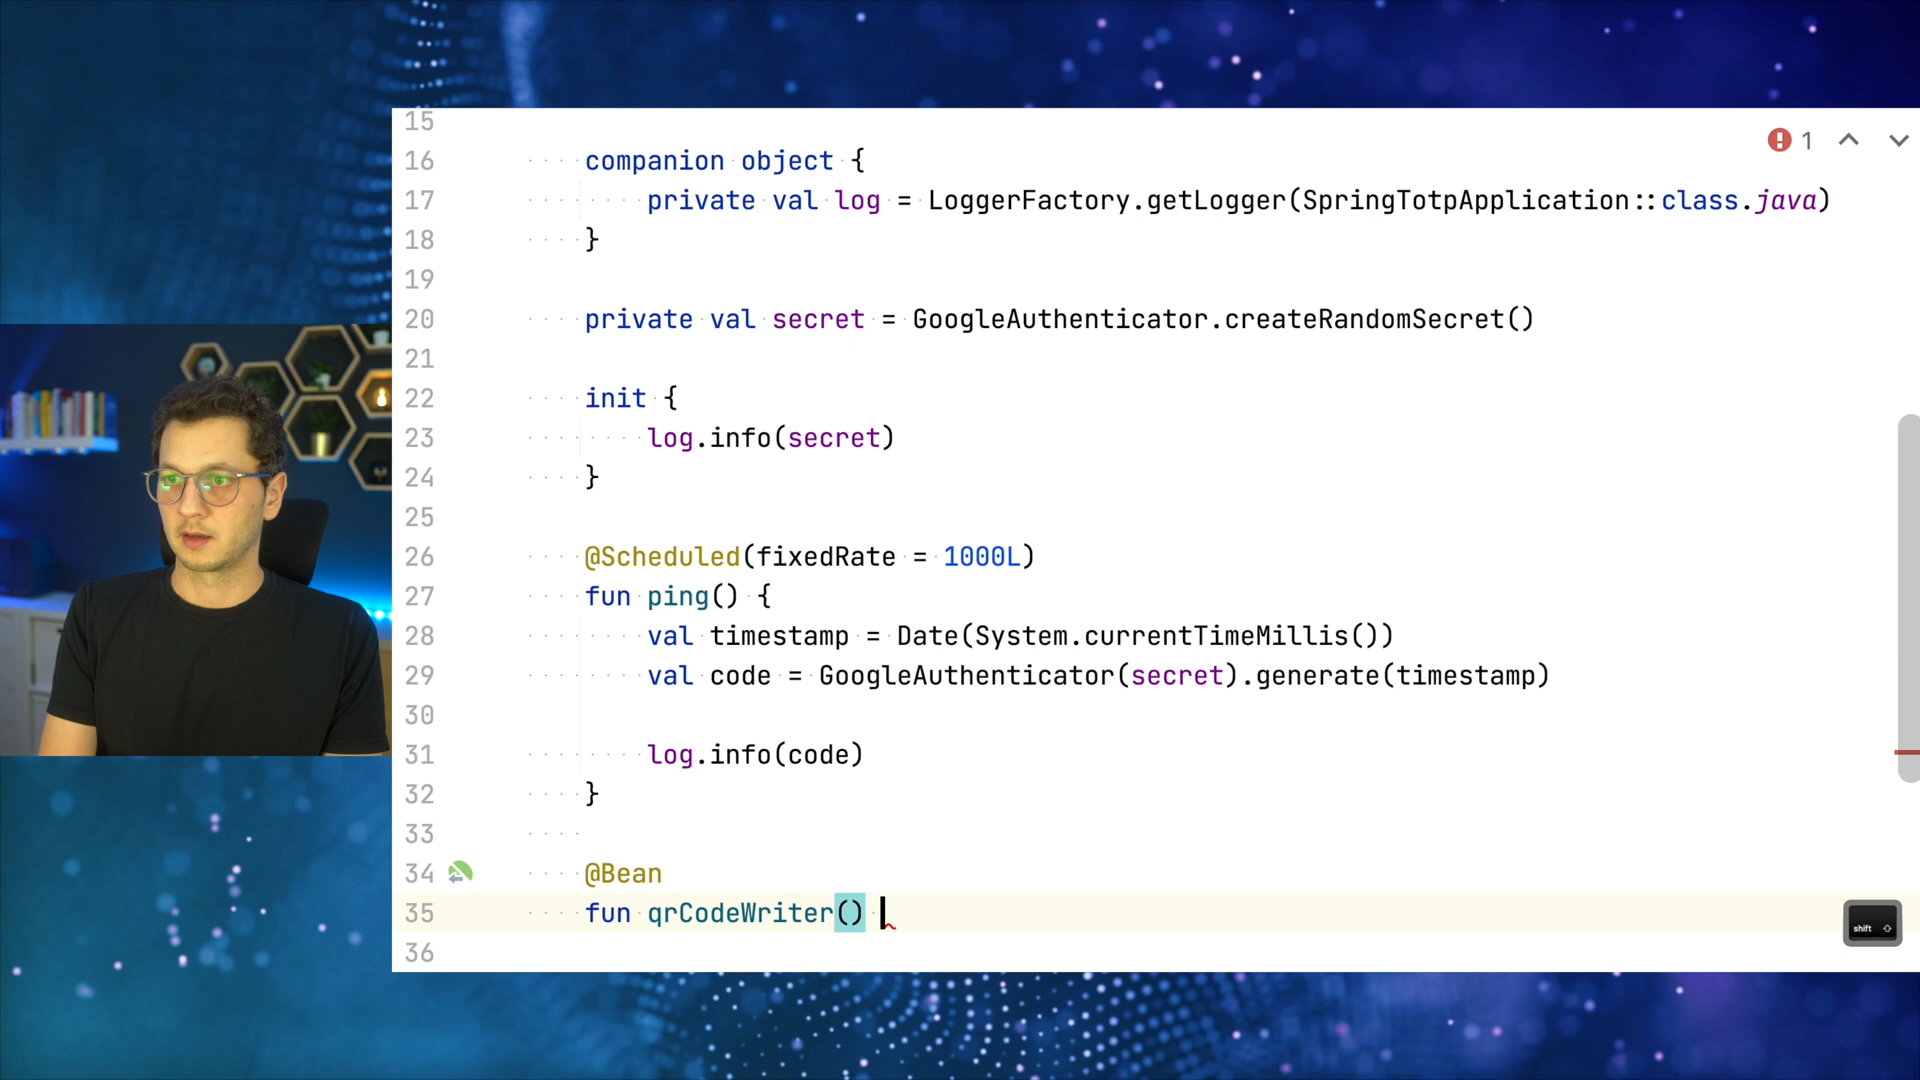 15
1
16 companion object {
17 private val log = LoggerFactory.getLogger(SpringTotpApplication::class.java)
18 }
19
20 private val secret = GoogleAuthenticator.createRandomSecret()
21
22 init {
23 log.info(secret)
24 }
25
26 @Scheduled(fixedRate = 1000L)
27 fun ping() {
28 val timestamp = Date(System.currentTimeMillis())
29 val code = GoogleAuthenticator(secret).generate(timestamp)
30
31 log.info(code)
32 }
33
34 @Bean
35 fun qrCodeWriter()
shift
36